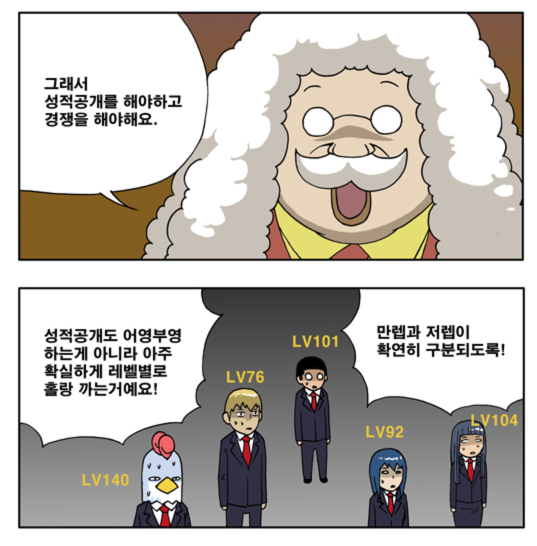 그래서
성적공개를 해야하고
경쟁을 해야해요.
성적공개도 어영부영
하는게 아니라 아주
확실하게 레벨별로
홀랑 까는거예요!
만렙과 저렙이
확연히 구분되도록!
LV101
LV76
LV104
LV92
LV140